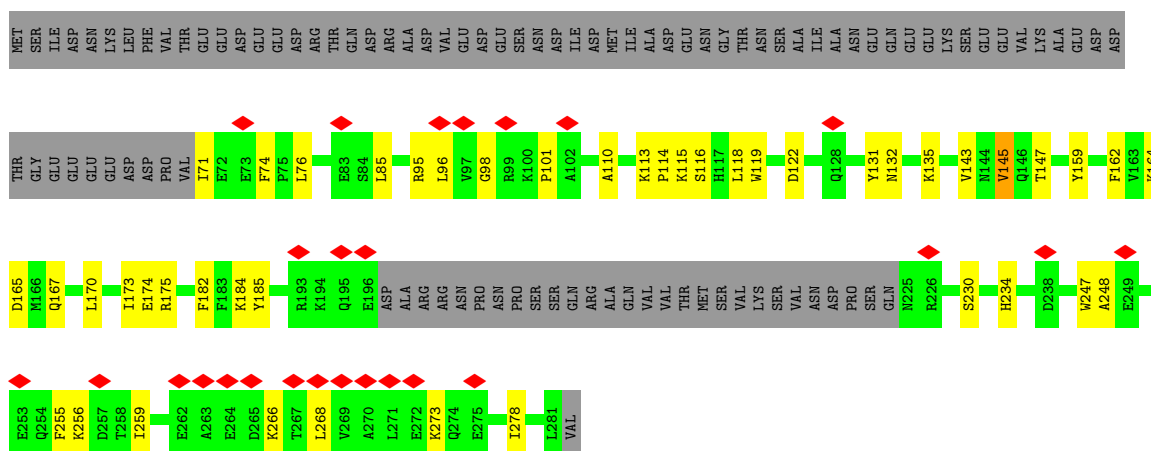 MET SER ILE ASP ASN LYS LEU PHE VAL THR GLU GLU ASP GLU GLU ASP ARG THR GLN ASP ARG ALA ASP VAL GLU ASP GLU SER ASN ASP ILE ASP MET ILE ALA ASP GLU ASN GLY THR ASN SER ALA ILE ALA ASN GLU GLN GLU GLU LYS SER GLU GLU VAL LYS ALA GLU ASP ASP
THR GLY GLU GLU GLU GLU ASP ASP PRO VAL I71 E72 E73 F74 P75 L76 E83 S84 L85 R95 L96 V97 G98 R99 K100 P101 A102 A110 K113 P114 K115 S116 H117 L118 W119 D122 Q128 Y131 N132 K135 V143 N144 V145 Q146 T147 Y159 F162 V163 K164
D165 M166 Q167 L170 I173 E174 R175 F182 F183 K184 Y185 R193 K194 Q195 E196 ASP ALA ARG ARG ASN PRO ASN PRO SER SER GLN ARG ALA GLN VAL VAL THR MET SER VAL LYS SER VAL ASN ASP PRO SER GLN N225 R226 S230 H234 D238 W247 A248 E249
E253 Q254 F255 K256 D257 T258 I259 E262 A263 E264 D265 K266 T267 L268 V269 A270 L271 E272 K273 Q274 E275 I278 L281 VAL